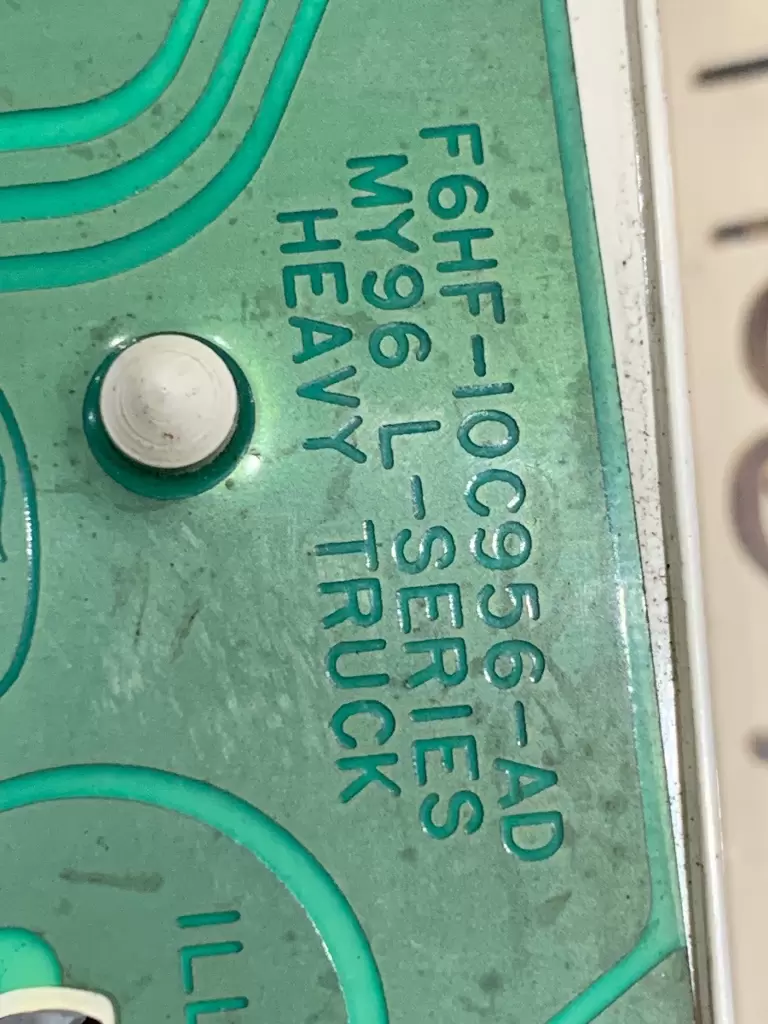 F6HF-10C956-AD
MY96 L-SERIES
HEAVY TRUCK